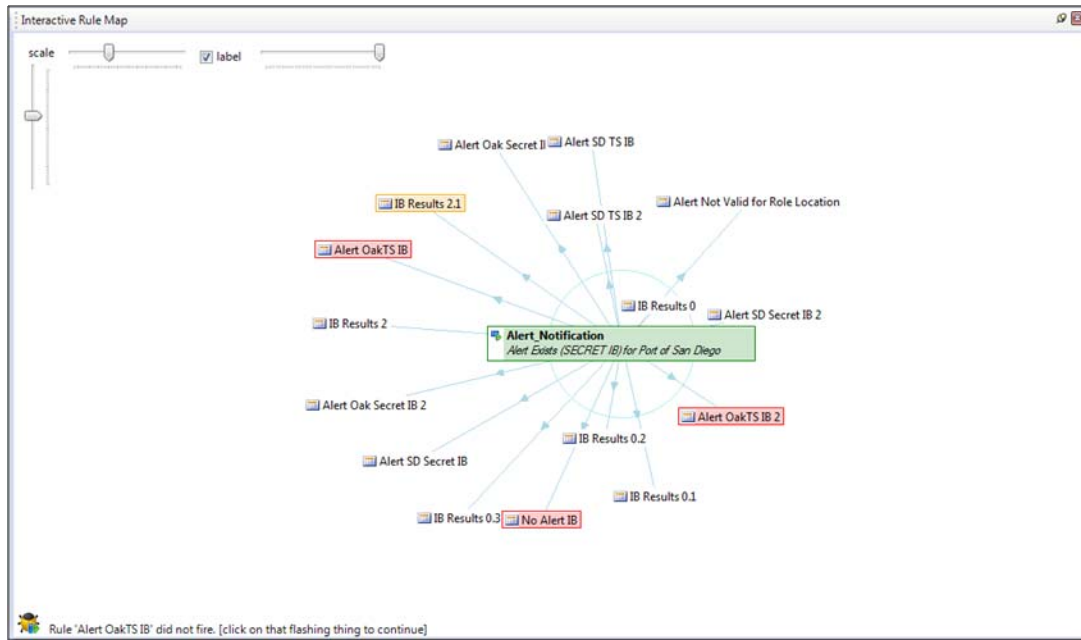 Interactive Rule Map
scale
label
Alert Oak Secret II
Alert SD TS IB
IB Results 2.1
Alert SD TS IB 2
Alert Not Valid for Role Location
Alert OakTS IB
IB Results 0
IB Results 2
Alert SD Secret IB 2
Alert_Notification
Alert Exists (SECRET IB) for Port of San Diego
Alert Oak Secret IB 2
Alert OakTS IB 2
IB Results 0.2
Alert SD Secret IB
IB Results 0.1
IB Results 0.3
No Alert IB
Rule 'Alert OakTS IB' did not fire. [click on that flashing thing to continue]